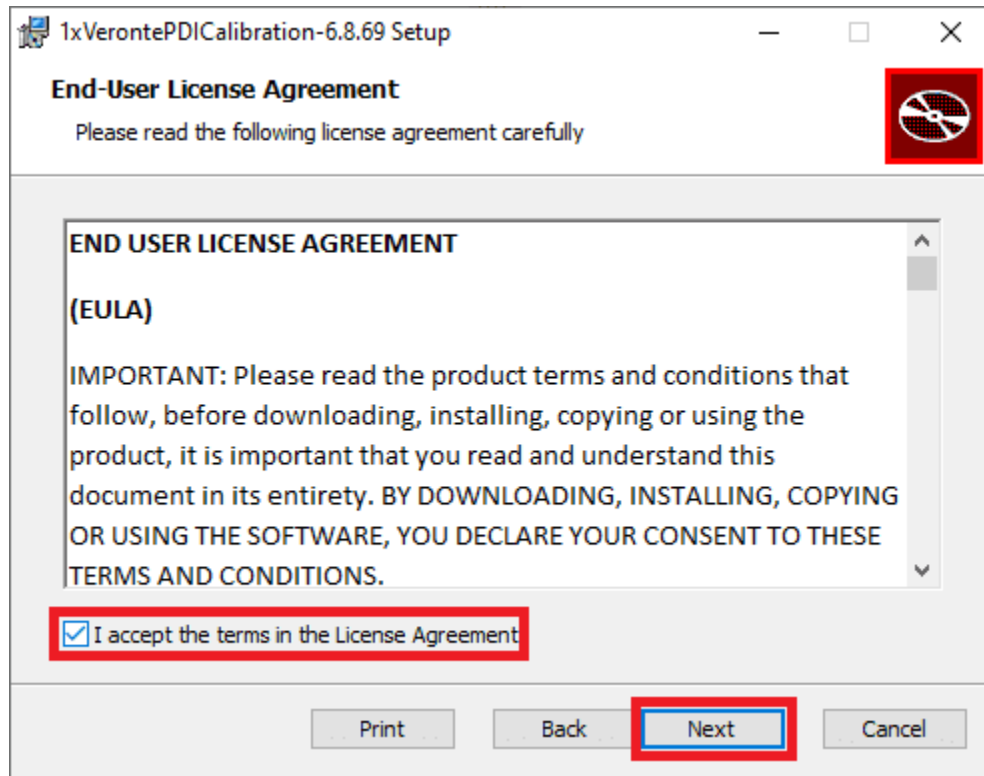 1xVerontePDICalibration-6.8.69 Setup
End-User License Agreement
Please read the following license agreement carefully
END USER LICENSE AGREEMENT
(EULA)
IMPORTANT: Please read the product terms and conditions that
follow, before downloading, installing, copying or using the
product, it is important that you read and understand this
document in its entirety. BY DOWNLOADING, INSTALLING, COPYING
OR USING THE SOFTWARE, YOU DECLARE YOUR CONSENT TO THESE
TERMS AND CONDITIONS.
I accept the terms in the License Agreement
Print Back Next Cancel